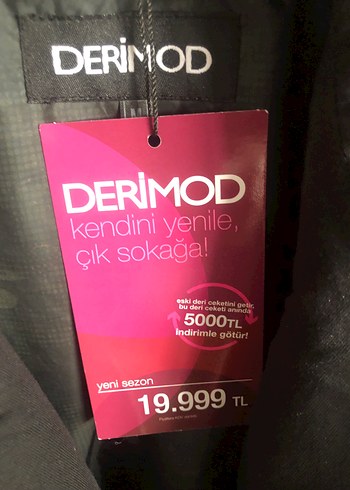 DERİMOD
DERİMOD
kendini yenile,
çık sokağa!
eski deri ceketini getir,
bu deri ceketi anında
5000TL
indirimle götür!
yeni sezon
19.999 TL